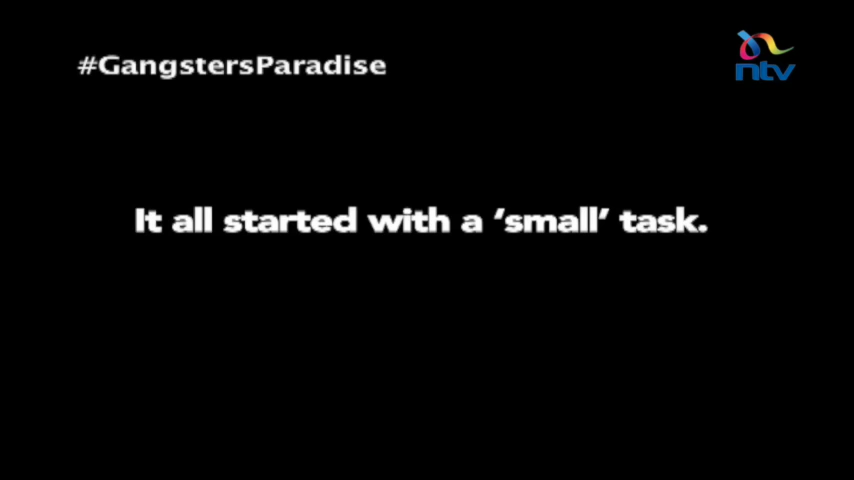 #GangstersParadise
ntv
It all started with a ‘small’ task.